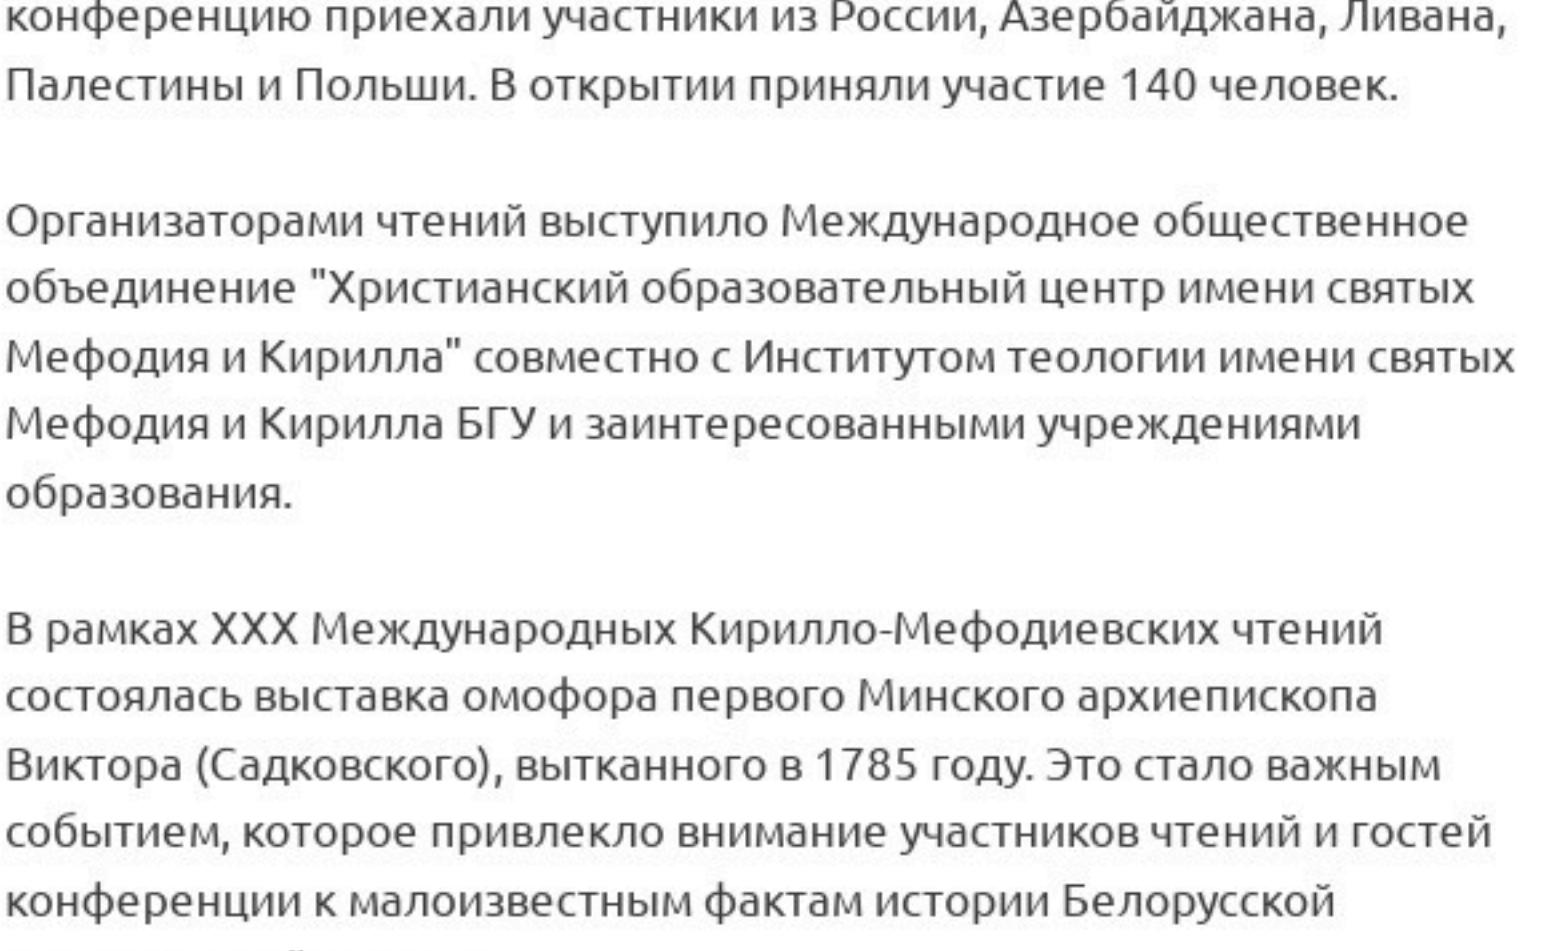 конференцию приехали участники из России, Азербайджана, Ливана,
Палестины и Польши. В открытии приняли участие 140 человек.
Организаторами чтений выступило Международное общественное
объединение "Христианский образовательный центр имени святых
Мефодия и Кирилла" совместно с Институтом теологии имени святых
Мефодия и Кирилла БГУ и заинтересованными учреждениями
образования.
В рамках XXX Международных Кирилло-Мефодиевских чтений
состоялась выставка омофора первого Минского архиепископа
Виктора (Садковского), вытканного в 1785 году. Это стало важным
событием, которое привлекло внимание участников чтений и гостей
конференции к малоизвестным фактам истории Белорусской